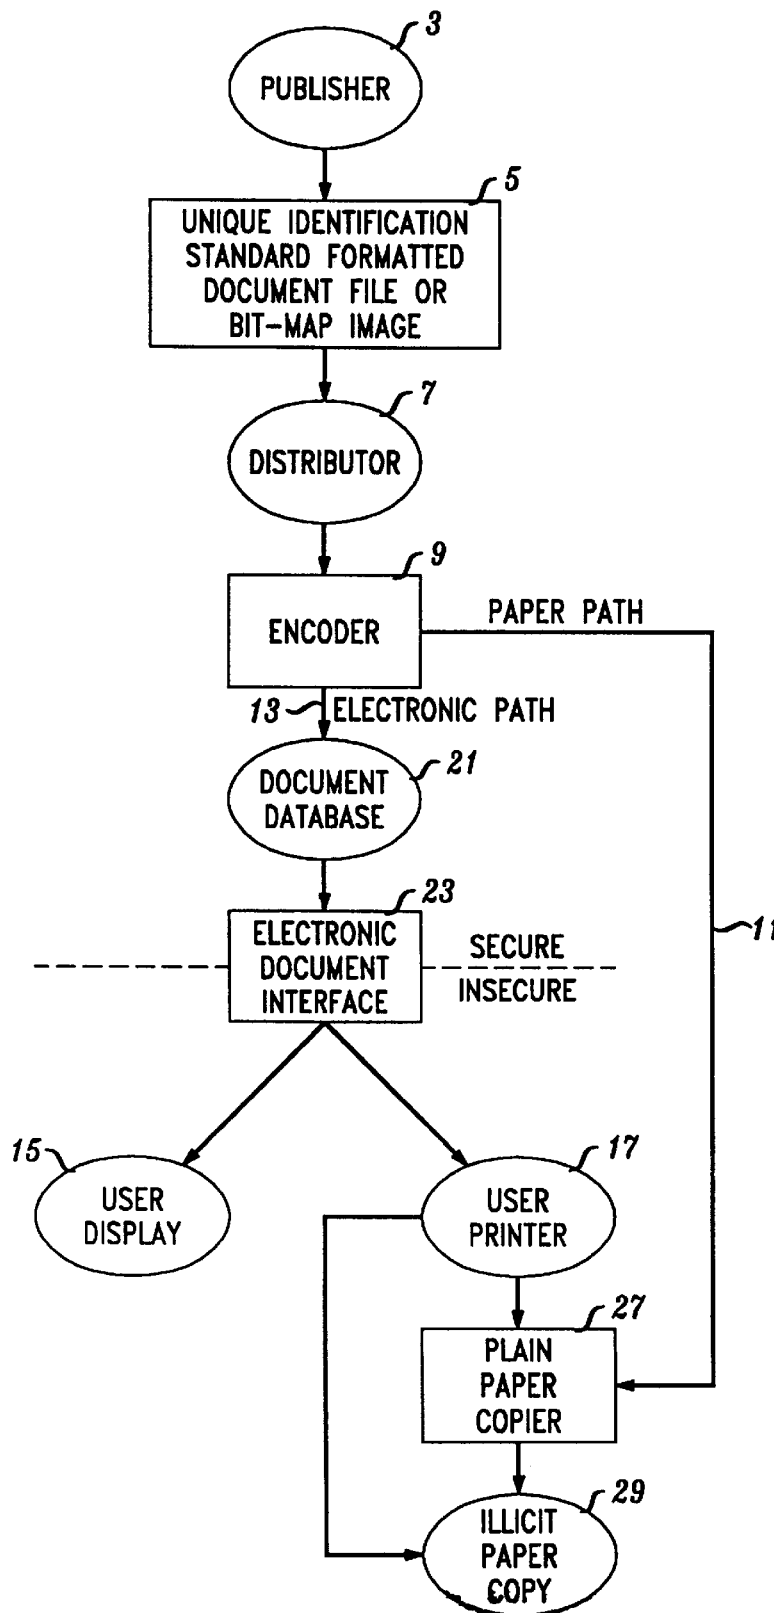 3
PUBLISHER
5
UNIQUE IDENTIFICATION
STANDARD FORMATTED
DOCUMENT FILE OR
BIT-MAP IMAGE
7
DISTRIBUTOR
9
ENCODER
PAPER PATH
13
ELECTRONIC PATH
21
DOCUMENT
DATABASE
23
ELECTRONIC
DOCUMENT
INTERFACE
SECURE
INSECURE
11
15
USER
DISPLAY
17
USER
PRINTER
27
PLAIN
PAPER
COPIER
29
ILLICIT
PAPER
COPY